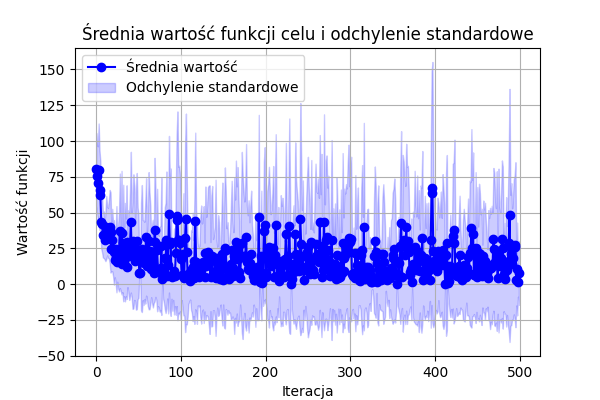 Średnia wartość funkcji celu i odchylenie standardowe
Średnia wartość
Odchylenie standardowe
Wartość funkcji
150
125
100
75
50
25
0
−25
−50
0 100 200 300 400 500
Iteracja